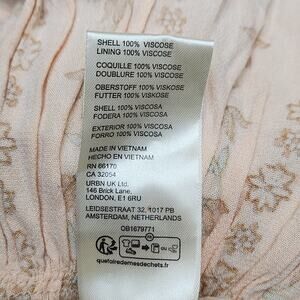 SHELL 100% VISCOSE
LINING 100% VISCOSE
COQUILLE 100% VISCOSE
DOUBLURE 100% VISCOSE
OBERSTOFF 100% VISKOSE
FUTTER 100% VISKOSE
SHELL 100% VISCOSA
FODERA 100% VISCOSA
EXTERIOR 100% VISCOSA
FORRO 100% VISCOSA
MADE IN VIETNAM
HECHO EN VIETNAM
RN 66170
CA 32054
URBN UK Ltd,
146 Brick Lane,
LONDON, E1 6RU
LEIDSESTRAAT 32, 1017 PB
AMSTERDAM, NETHERLANDS
OB1679771
OU
quefairedemesdechets.fr